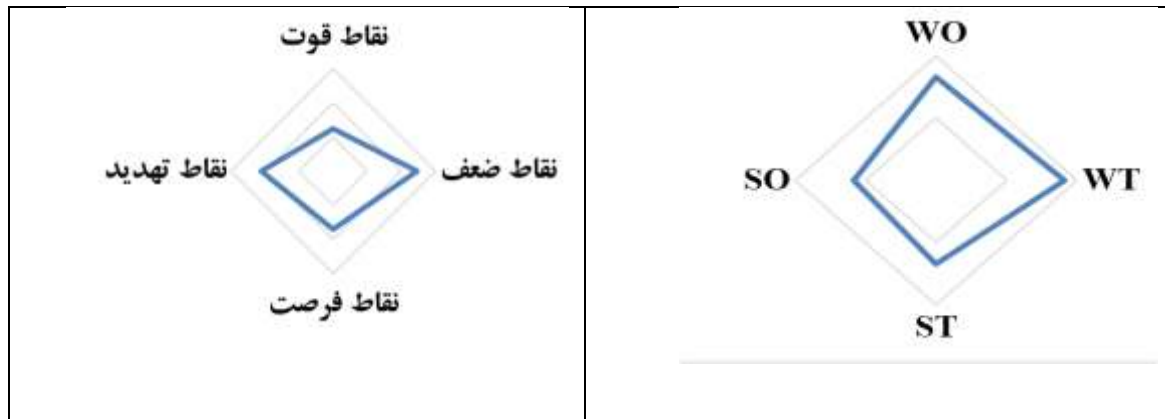 نقاط قوت
نقاط تهدید
نقاط ضعف
نقاط فرصت
WO
SO
WT
ST